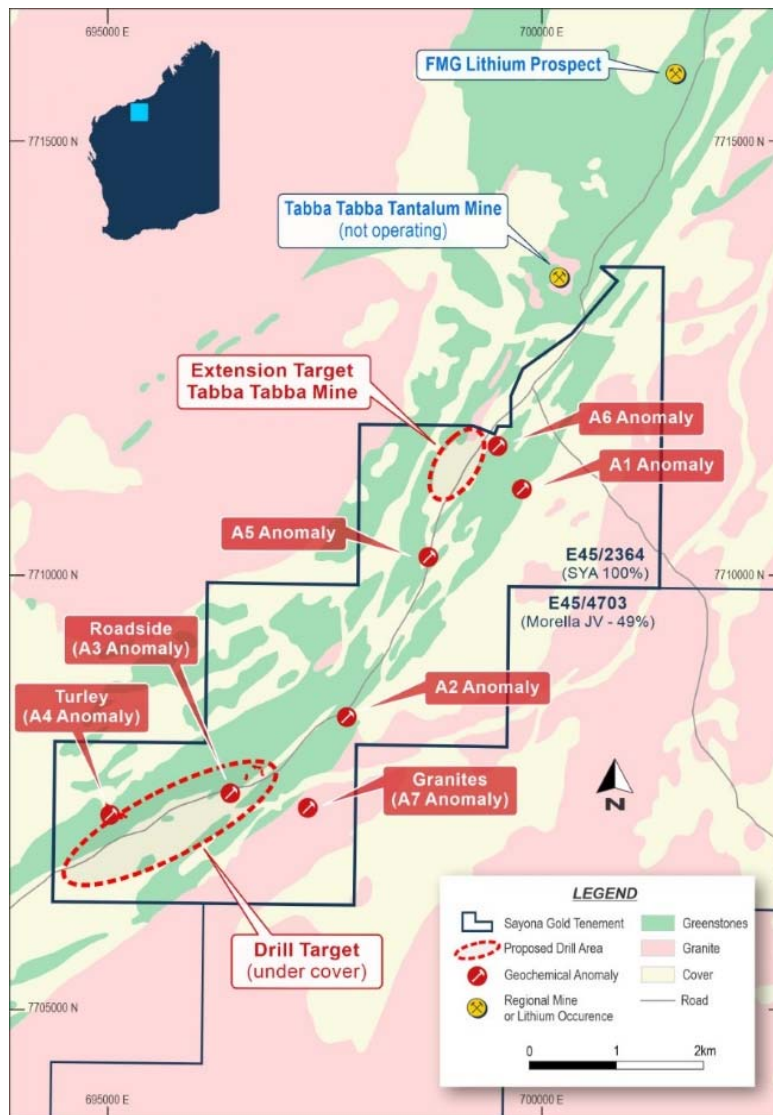 695000 E
700000 E
FMG Lithium Prospect
7715000 N
7715000 N
Tabba Tabba Tantalum Mine
(not operating)
Extension Target
Tabba Tabba Mine
A6 Anomaly
A1 Anomaly
A5 Anomaly
E45/2364
(SYA 100%)
7710000 N
7710000 N
E45/4703
(Morella JV - 49%)
Roadside
(A3 Anomaly)
A2 Anomaly
Turley
(A4 Anomaly)
Granites
(A7 Anomaly)
N
Drill Target
(under cover)
7705000 N
LEGEND
Sayona Gold Tenement
Greenstones
Proposed Drill Area
Granite
Geochemical Anomaly
Cover
Regional Mine
or Lithium Occurence
Road
0 1 2km
695000 E
700000 E